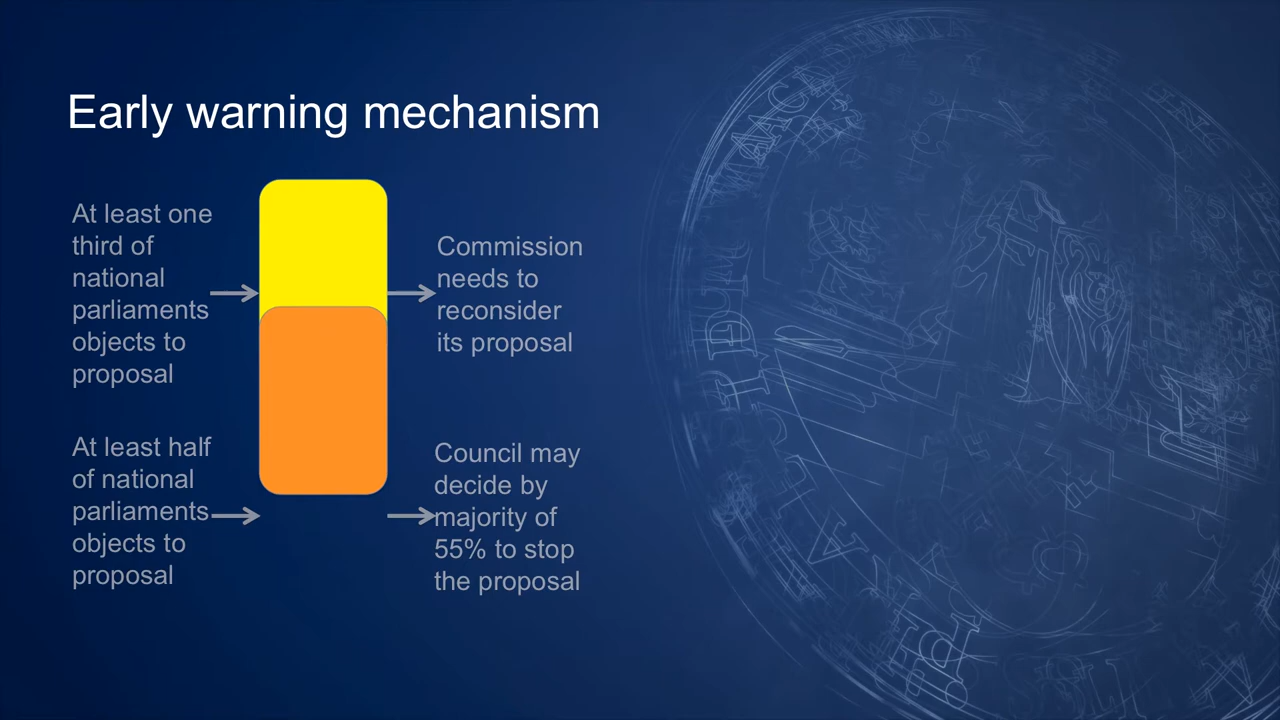 Early warning mechanism
At least one
third of
national
parliaments
objects to
proposal
Commission
needs to
reconsider
its proposal
At least half
of national
parliaments
objects to
proposal
Council may
decide by
majority of
55% to stop
the proposal